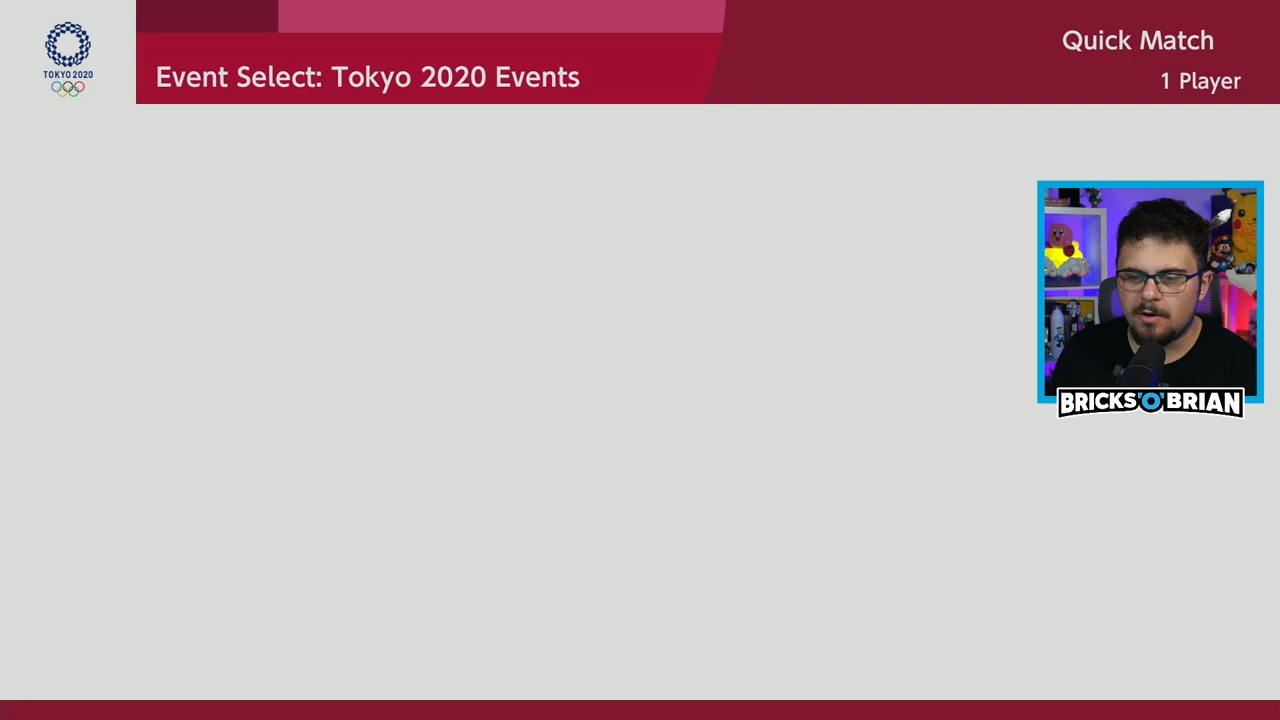 TOKYO 2020
Event Select: Tokyo 2020 Events
Quick Match
1 Player
BRICKS'O'BRIAN